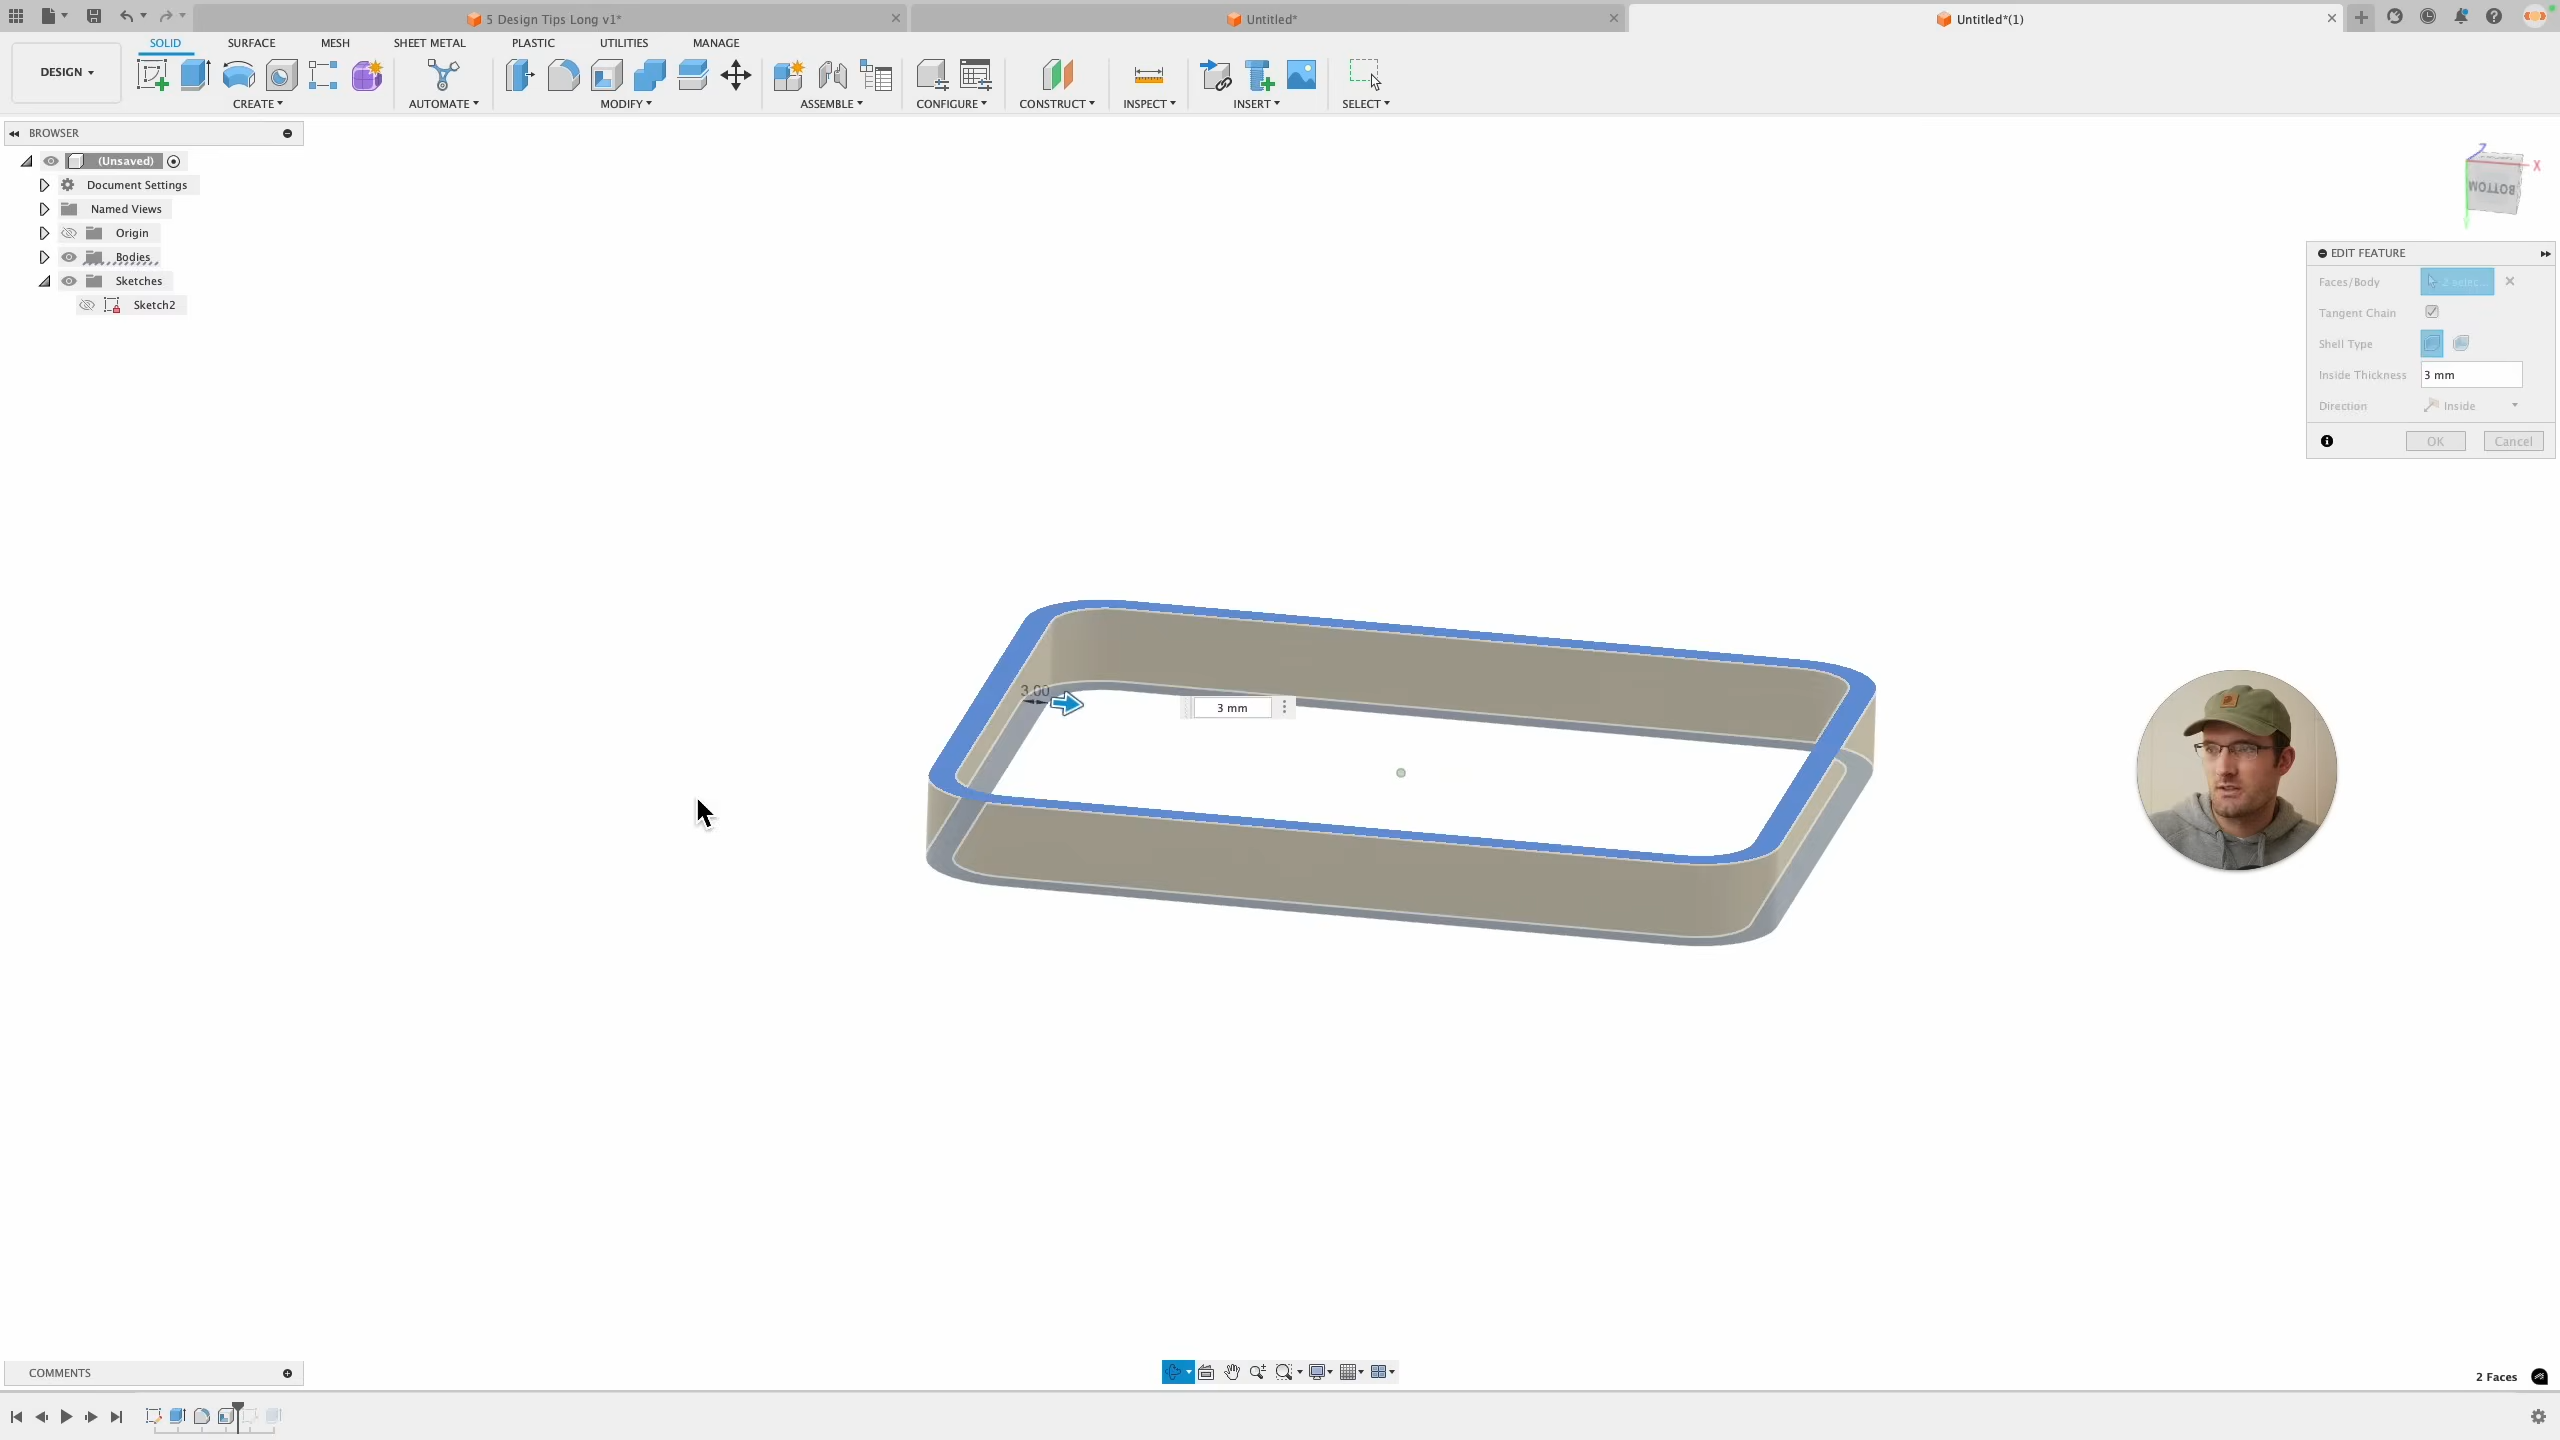 5 Design Tips Long v1*
Untitled*
Untitled*(1)
SOLID
SURFACE
MESH
SHEET METAL
PLASTIC
UTILITIES
MANAGE
DESIGN
CREATE
AUTOMATE
MODIFY
ASSEMBLE
CONFIGURE
CONSTRUCT
INSPECT
INSERT
SELECT
BROWSER
(Unsaved)
Document Settings
Named Views
Origin
Bodies
Sketches
Sketch2
Z
X
BOTTOM
EDIT FEATURE
Faces/Body
Tangent Chain
Shell Type
Inside Thickness
3 mm
Direction
Inside
OK
Cancel
3.00
3 mm
COMMENTS
2 Faces